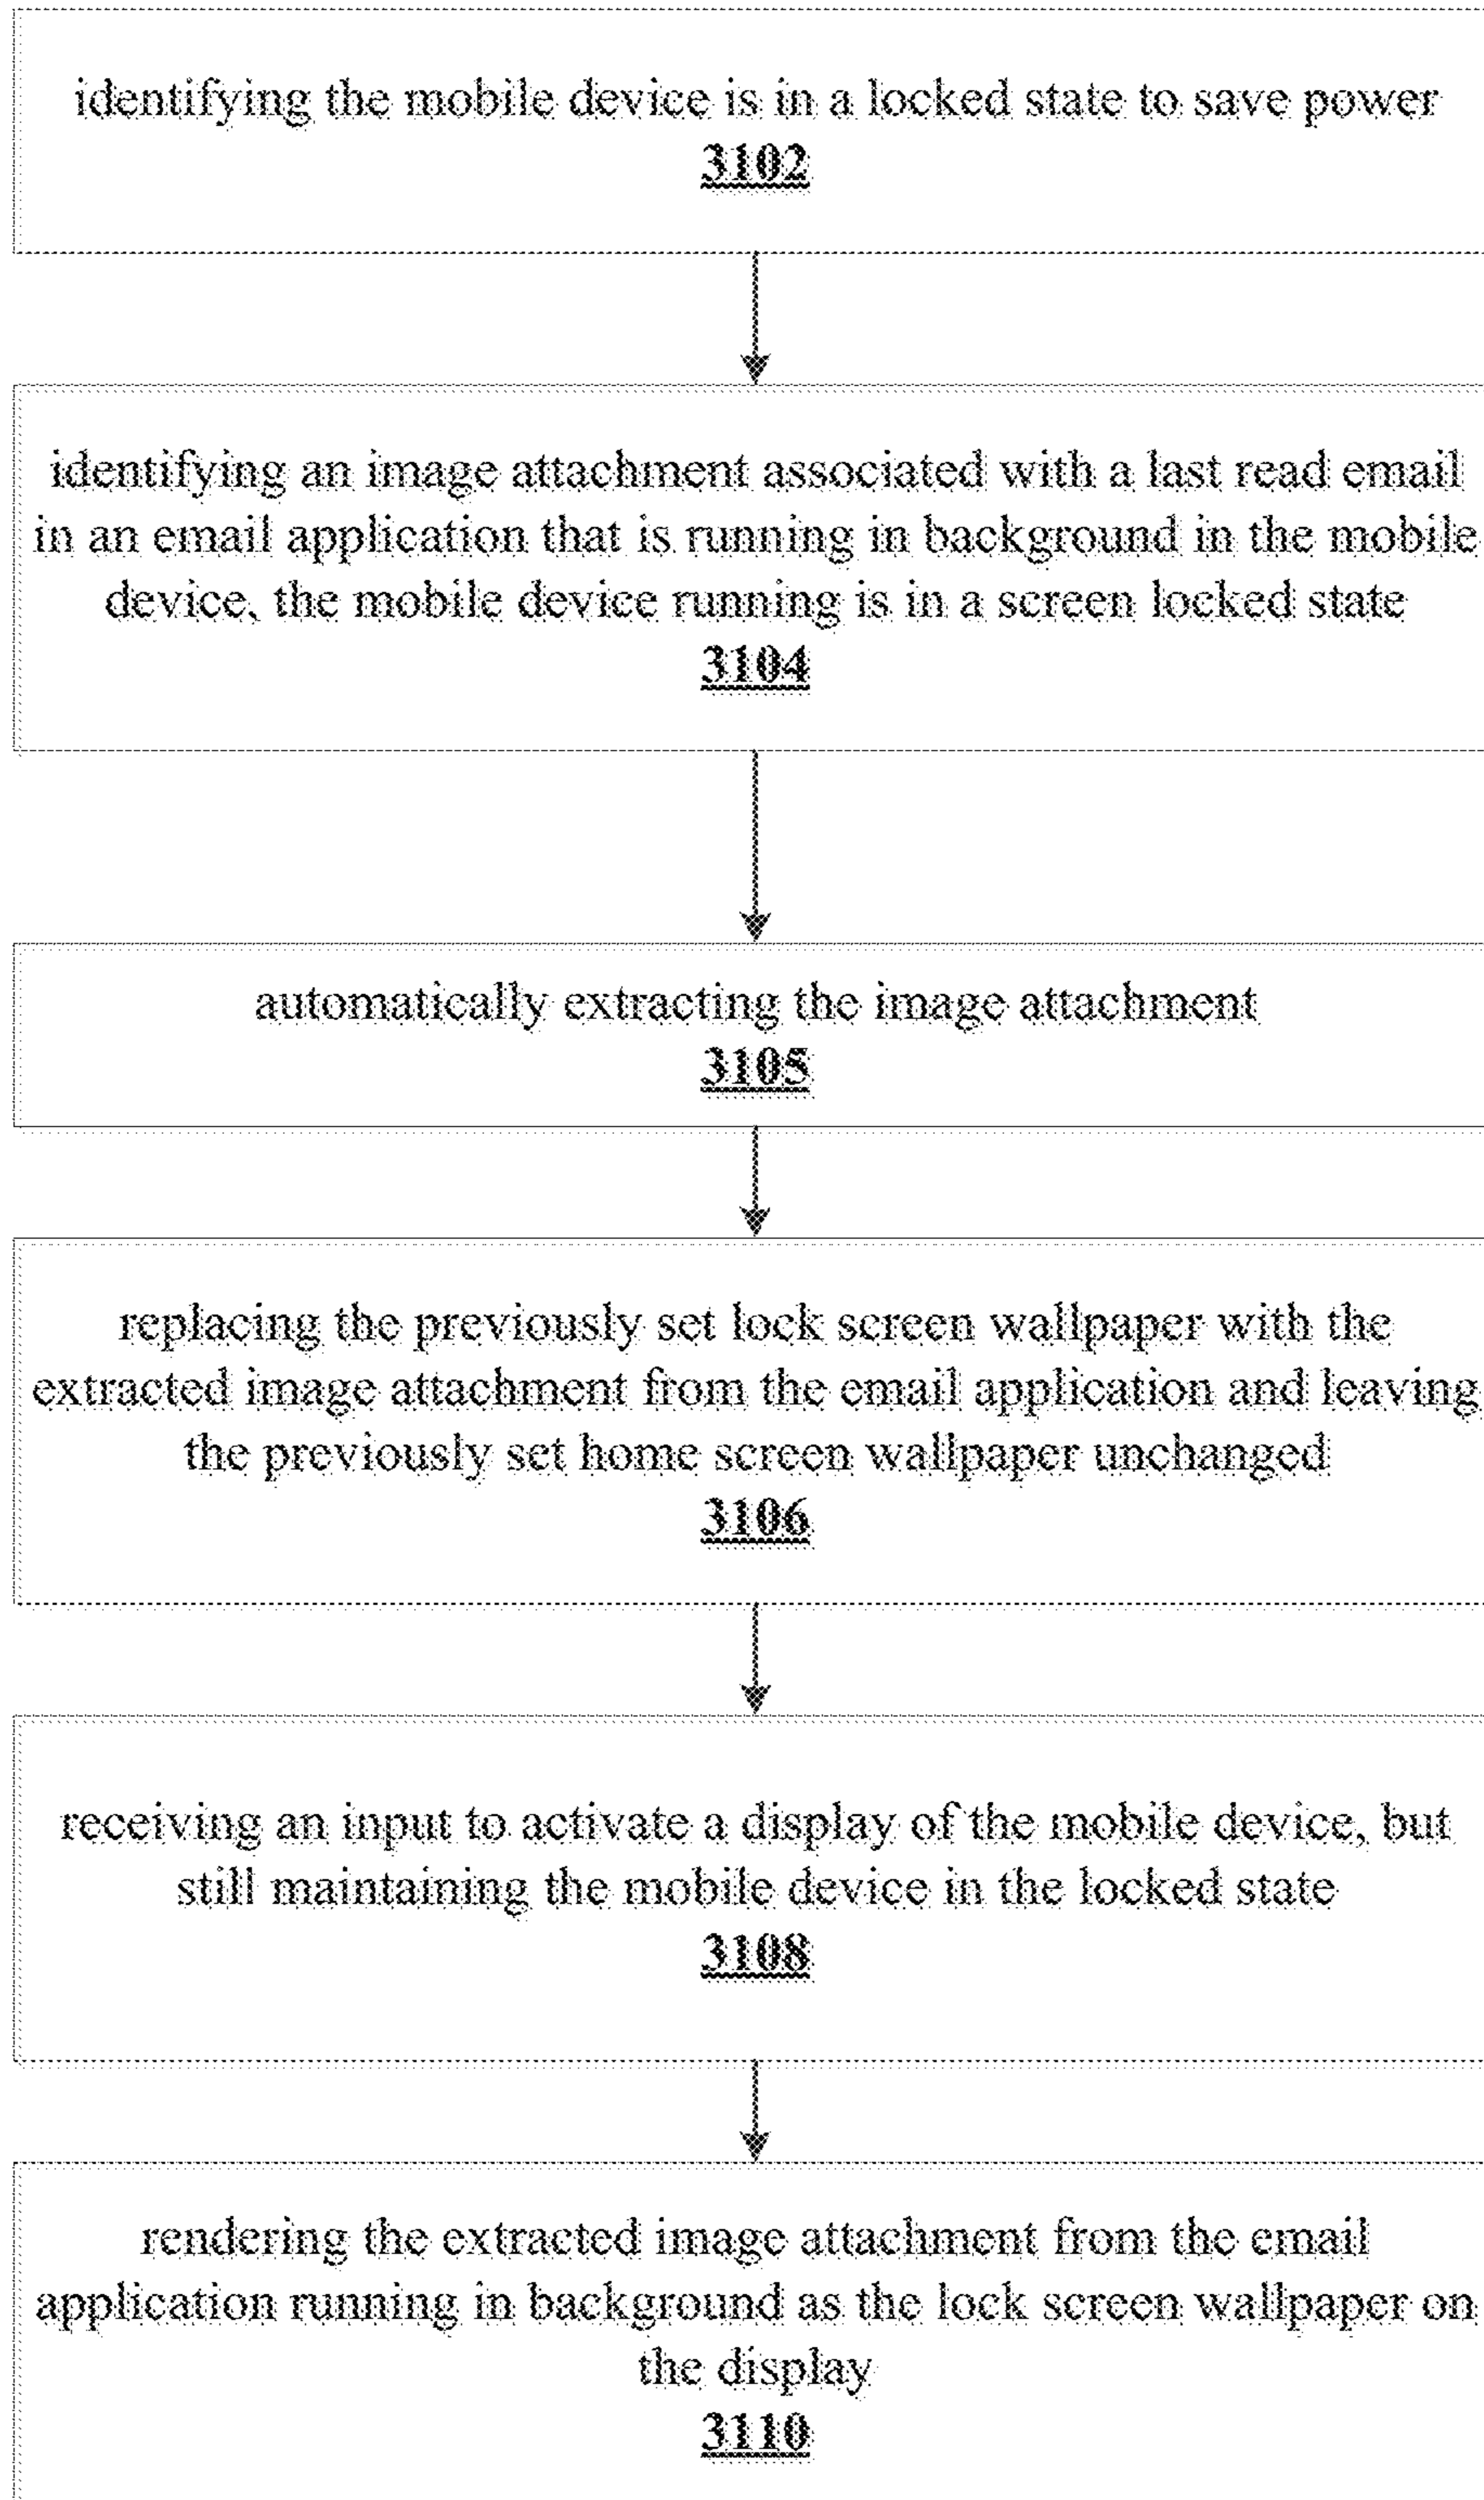 identifying the mobile device is in a locked state to save power
3102
identifying an image attachment associated with a last read email
in an email application that is running in background in the mobile
device, the mobile device running is in a screen locked state
3104
automatically extracting the image attachment
3105
replacing the previously set lock screen wallpaper with the
extracted image attachment from the email application and leaving
the previously set home screen wallpaper unchanged
3106
receiving an input to activate a display of the mobile device, but
still maintaining the mobile device in the locked state
3108
rendering the extracted image attachment from the email
application running in background as the lock screen wallpaper on
the display
3110